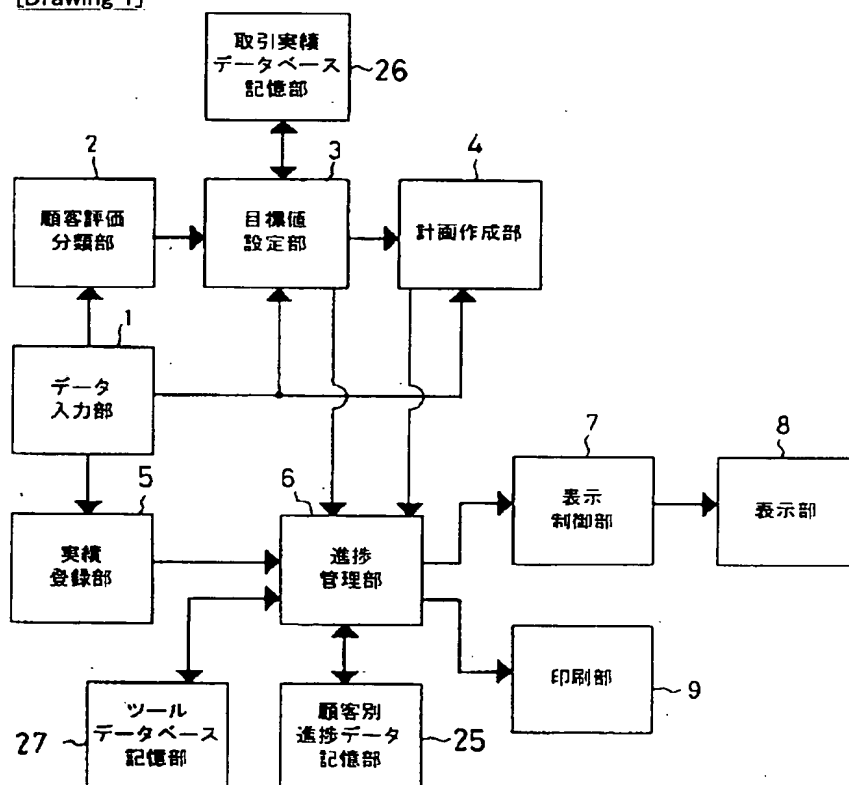 [Drawing 1]
取引実績
データベース
記憶部
26
2
3
4
顧客評価
分類部
目標値
設定部
計画作成部
1
データ
入力部
5
6
7
8
実績
登録部
進捗
管理部
表示
制御部
表示部
印刷部
9
27
ツール
データベース
記憶部
顧客別
進捗データ
記憶部
25